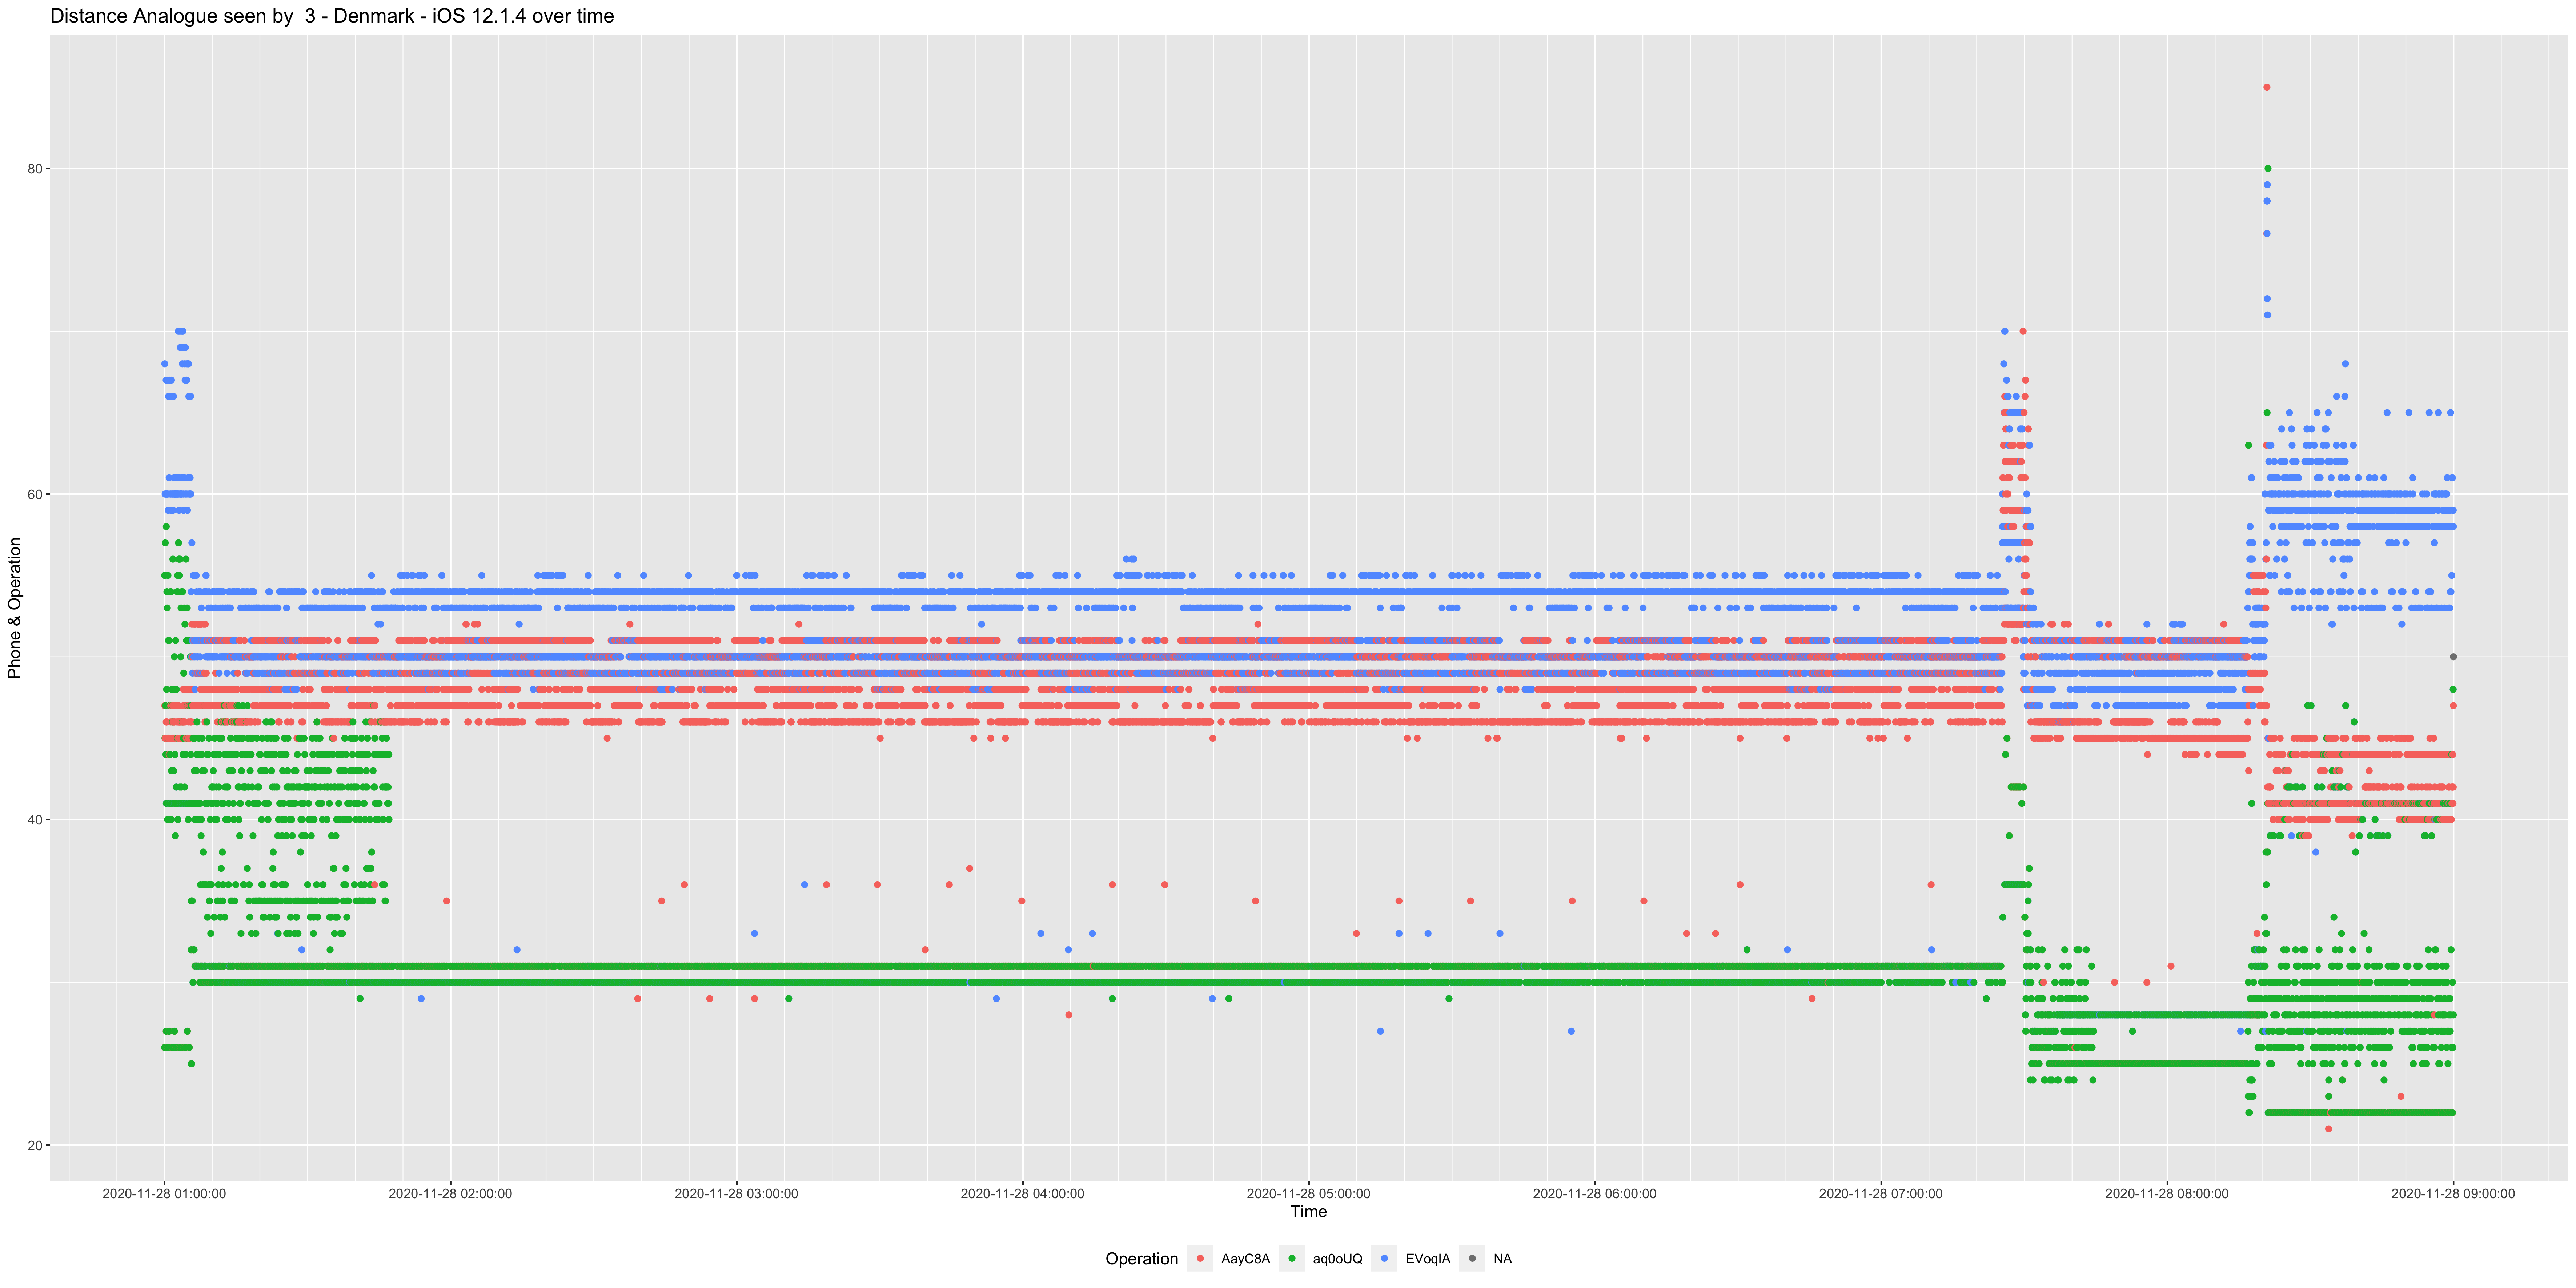 Distance Analogue seen by  3 - Denmark - iOS 12.1.4 over time
Phone & Operation
80
60
40
20
2020-11-28 01:00:00 2020-11-28 02:00:00 2020-11-28 03:00:00 2020-11-28 04:00:00 2020-11-28 05:00:00 2020-11-28 06:00:00 2020-11-28 07:00:00 2020-11-28 08:00:00 2020-11-28 09:00:00
Time
Operation AayC8A aq0oUQ EVoqIA NA